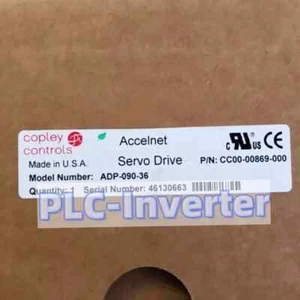 copley controls
Accelnet
Made in U.S.A.
Servo Drive
P/N: CC00-00869-000
Model Number: ADP-090-36
Quantity: 1 Serial Number: 46130663
PLC-Inverter